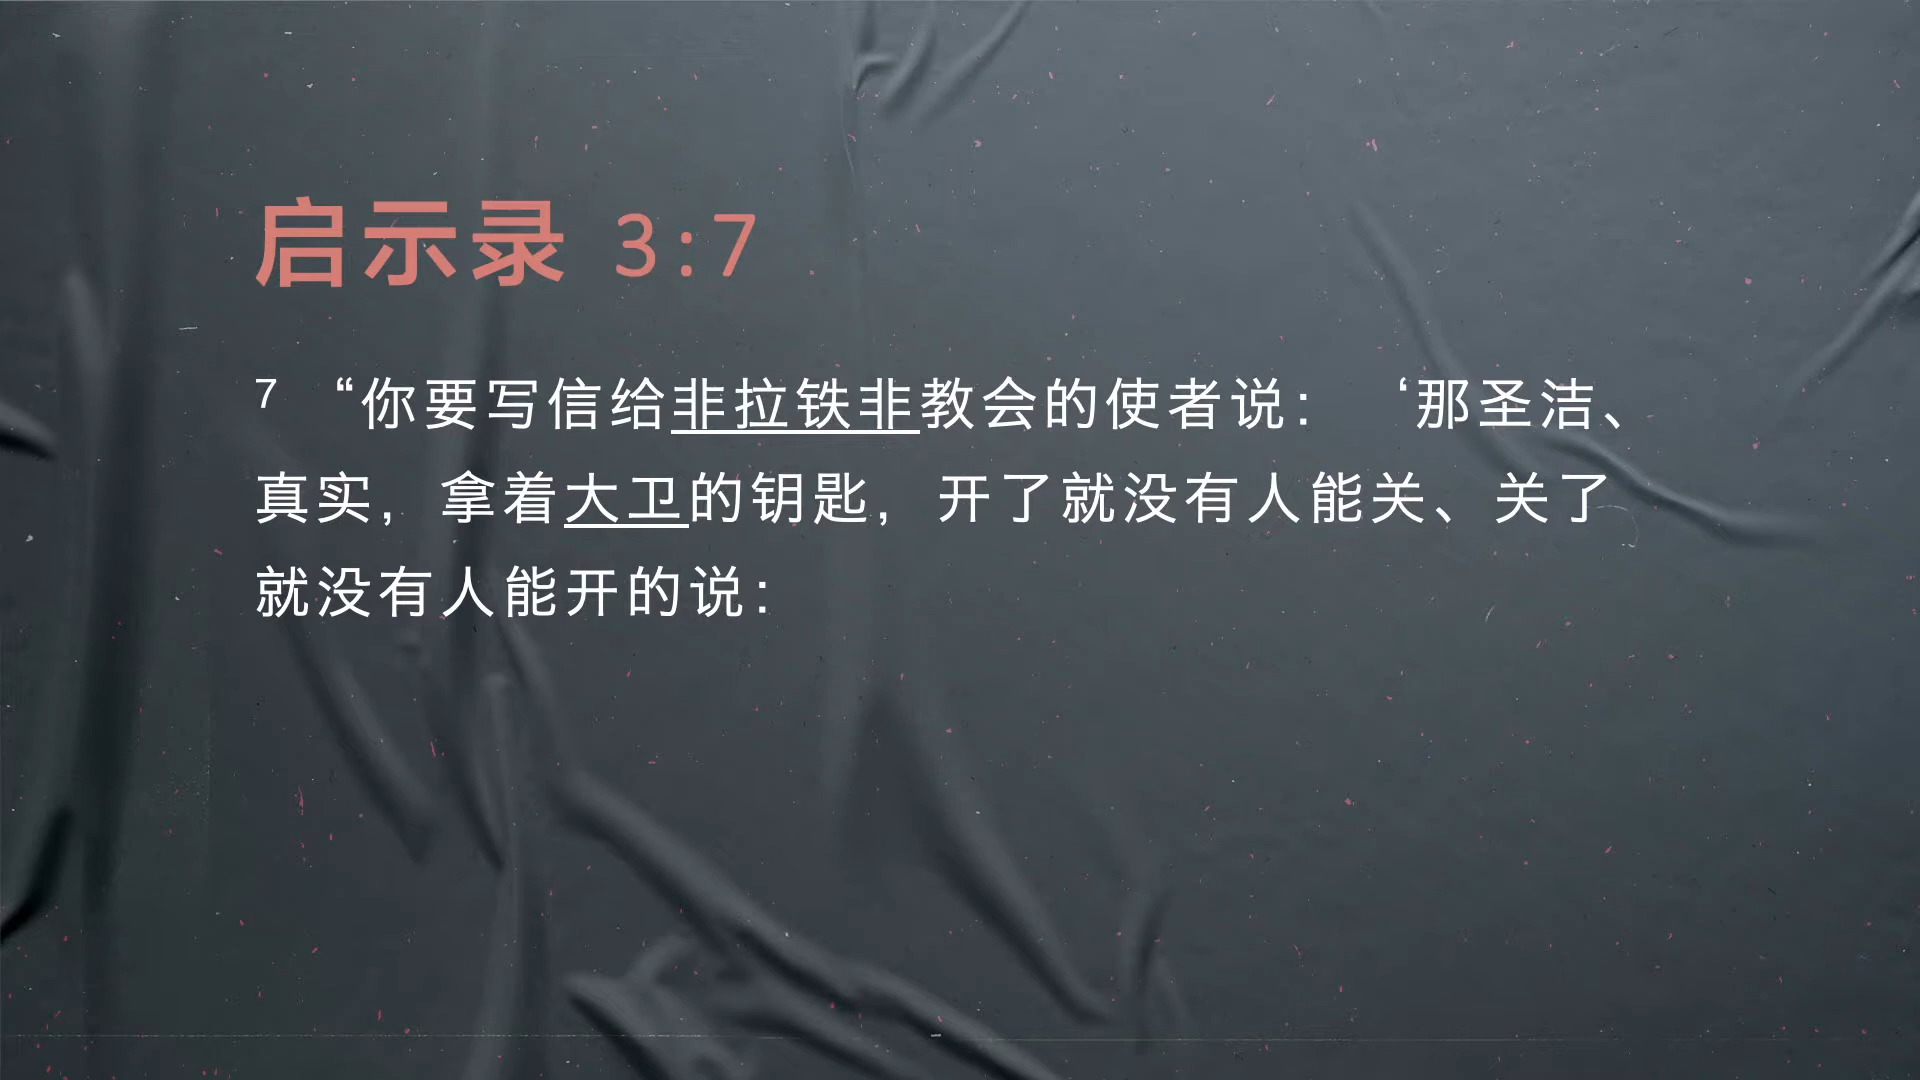 启示录 3:7
7 “你要写信给非拉铁非教会的使者说： ‘那圣洁、
真实，拿着大卫的钥匙，开了就没有人能关、关了
就没有人能开的说：